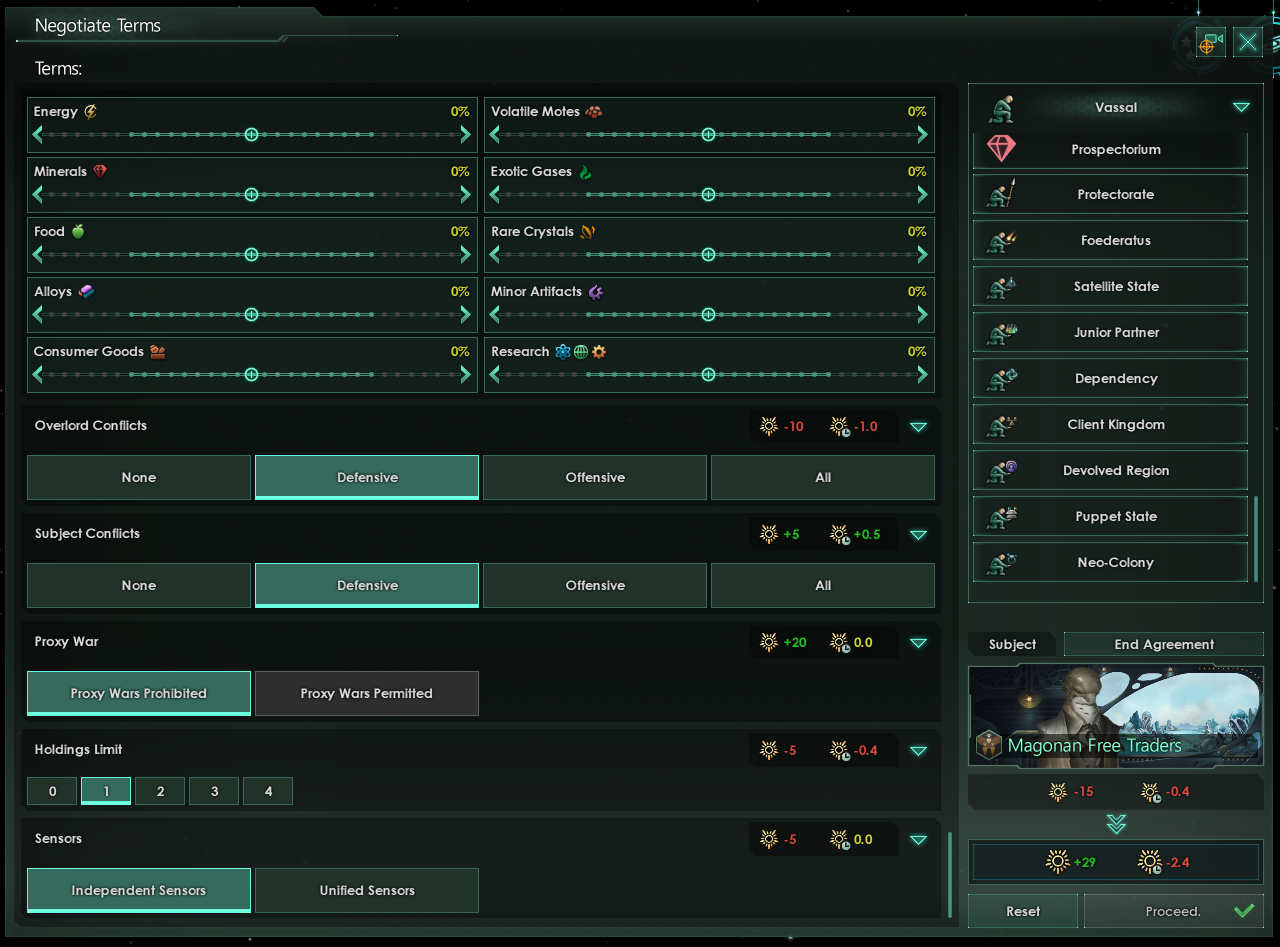 Negotiate Terms
Terms:
Energy 0%
Volatile Motes 0%
Minerals 0%
Exotic Gases 0%
Food 0%
Rare Crystals 0%
Alloys 0%
Minor Artifacts 0%
Consumer Goods 0%
Research 0%
Overlord Conflicts -10 -1.0
None Defensive Offensive All
Subject Conflicts +5 +0.5
None Defensive Offensive All
Proxy War +20 0.0
Proxy Wars Prohibited Proxy Wars Permitted
Holdings Limit -5 -0.4
0 1 2 3 4
Sensors -5 0.0
Independent Sensors Unified Sensors
Vassal
Prospectorium
Protectorate
Foederatus
Satellite State
Junior Partner
Dependency
Client Kingdom
Devolved Region
Puppet State
Neo-Colony
Subject End Agreement
Magonan Free Traders
-15 -0.4
+29 -2.4
Reset Proceed.